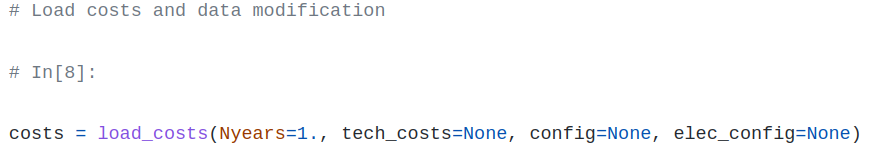 # Load costs and data modification
# In[8]:
costs = load_costs(Nyears=1., tech_costs=None, config=None, elec_config=None)